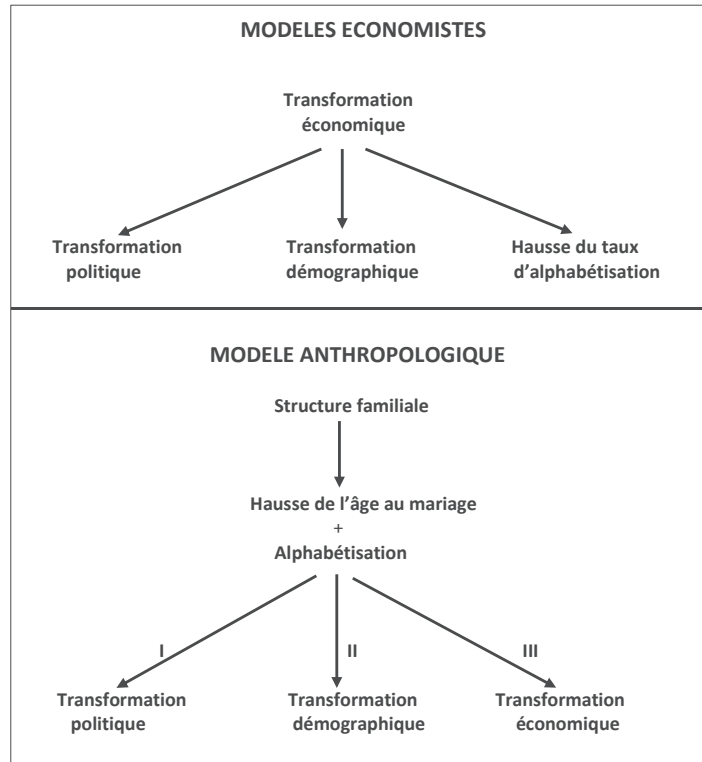 MODELES ECONOMISTES
Transformation
économique
Transformation
politique
Transformation
démographique
Hausse du taux
d’alphabétisation
MODELE ANTHROPOLOGIQUE
Structure familiale
Hausse de l’âge au mariage
+
Alphabétisation
I
II
III
Transformation
politique
Transformation
démographique
Transformation
économique